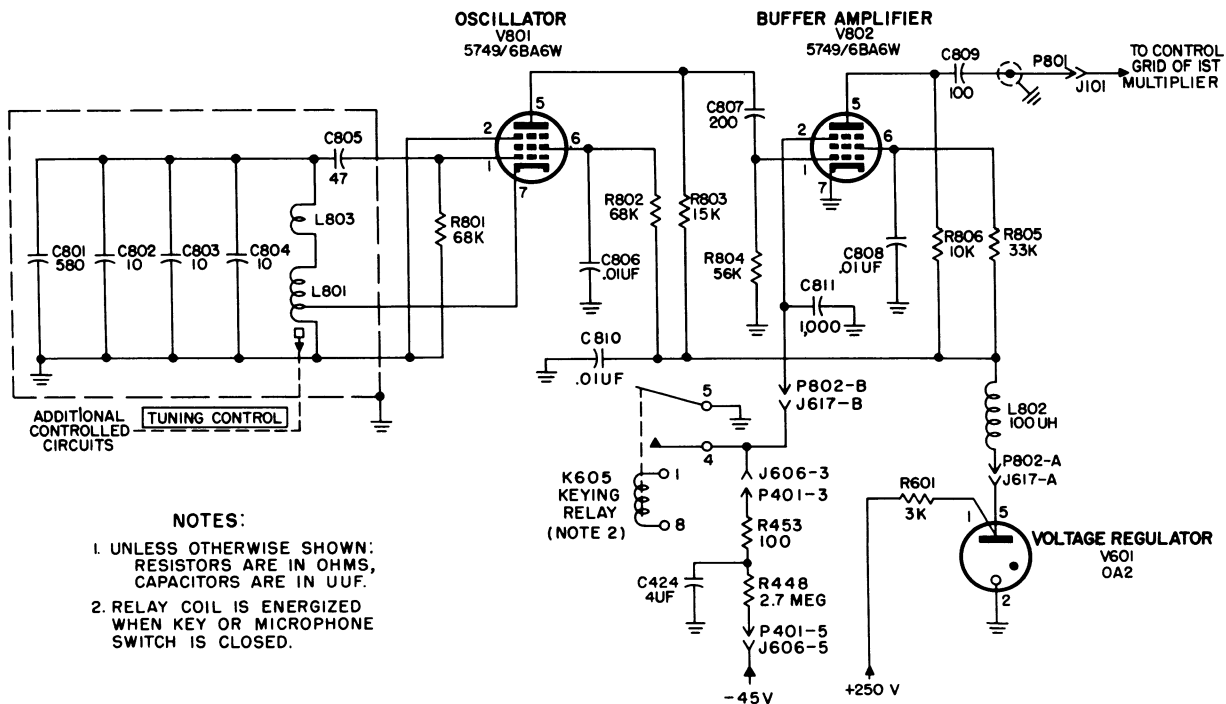 OSCILLATOR
V801
5749/6BA6W
BUFFER AMPLIFIER
V802
5749/6BA6W
C809
100
P801
J101
TO CONTROL
GRID OF 1ST
MULTIPLIER
5
2
6
1
7
C807
200
5
2
6
1
7
C805
47
L803
L801
C801
580
C802
10
C803
10
C804
10
R801
68K
R802
68K
R803
15K
C806
.01UF
R804
56K
C808
.01UF
R806
10K
R805
33K
C811
1,000
C810
.01UF
ADDITIONAL
CONTROLLED
CIRCUITS
TUNING CONTROL
5
4
1
8
K605
KEYING
RELAY
(NOTE 2)
P802-B
J617-B
J606-3
P401-3
R453
100
C424
4UF
R448
2.7 MEG
P401-5
J606-5
-45V
L802
100UH
P802-A
J617-A
R601
3K
1
5
2
VOLTAGE REGULATOR
V601
OA2
+250 V
NOTES:
1. UNLESS OTHERWISE SHOWN:
RESISTORS ARE IN OHMS,
CAPACITORS ARE IN UUF.
2. RELAY COIL IS ENERGIZED
WHEN KEY OR MICROPHONE
SWITCH IS CLOSED.